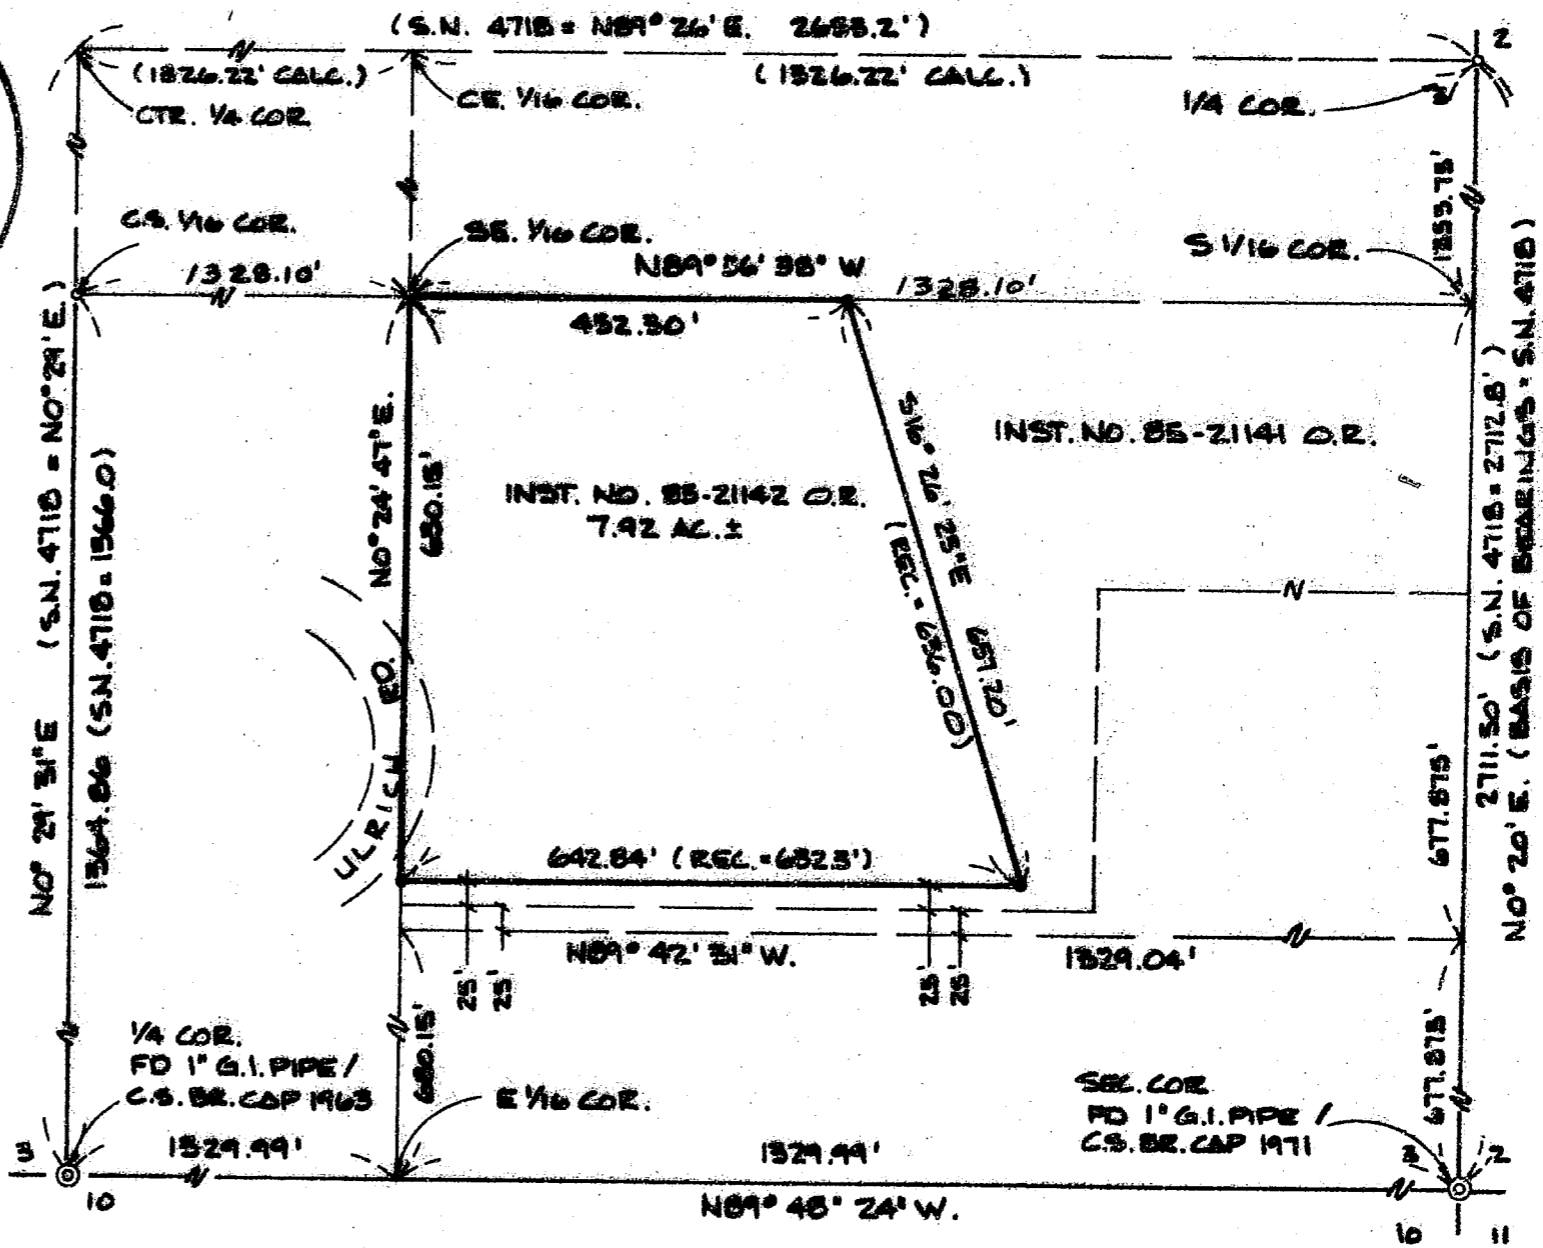 (S.N. 4718 = N89° 26' E. 2653.2')
(1326.22' CALC.)
(1326.22' CALC.)
2
3
CTR. 1/4 COR
CE. 1/16 COR.
1/4 COR.
1355.75'
C.S. 1/16 COR.
SE. 1/16 COR.
S 1/16 COR.
1328.10'
N89° 36' 38" W
1328.10'
452.30'
N0° 29' 31" E (S.N. 4718 = N0° 29' E.)
1364.86 (S.N. 4718 = 1366.0)
N0° 24' 47" E.
630.15'
INST. NO. 85-21142 O.R.
7.92 AC. ±
S16° 26' 25" E 657.20'
(REC. = 656.00)
INST. NO. 85-21141 O.R.
2711.50' (S.N. 4718 = 2712.8')
N0° 20' E. (BASIS OF BEARINGS = S.N. 4718)
677.875'
ULRICH RD.
642.84' (REC. = 632.3')
N89° 42' 31" W.
1329.04'
25'
25'
25'
25'
680.15'
677.875'
1/4 COR.
FD 1" G.I. PIPE /
C.S. BR. CAP 1963
E 1/16 COR.
SEC. COR
FD 1" G.I. PIPE /
C.S. BR. CAP 1971
3
10
1329.99'
1329.99'
N89° 48" 24' W.
3
2
10
11